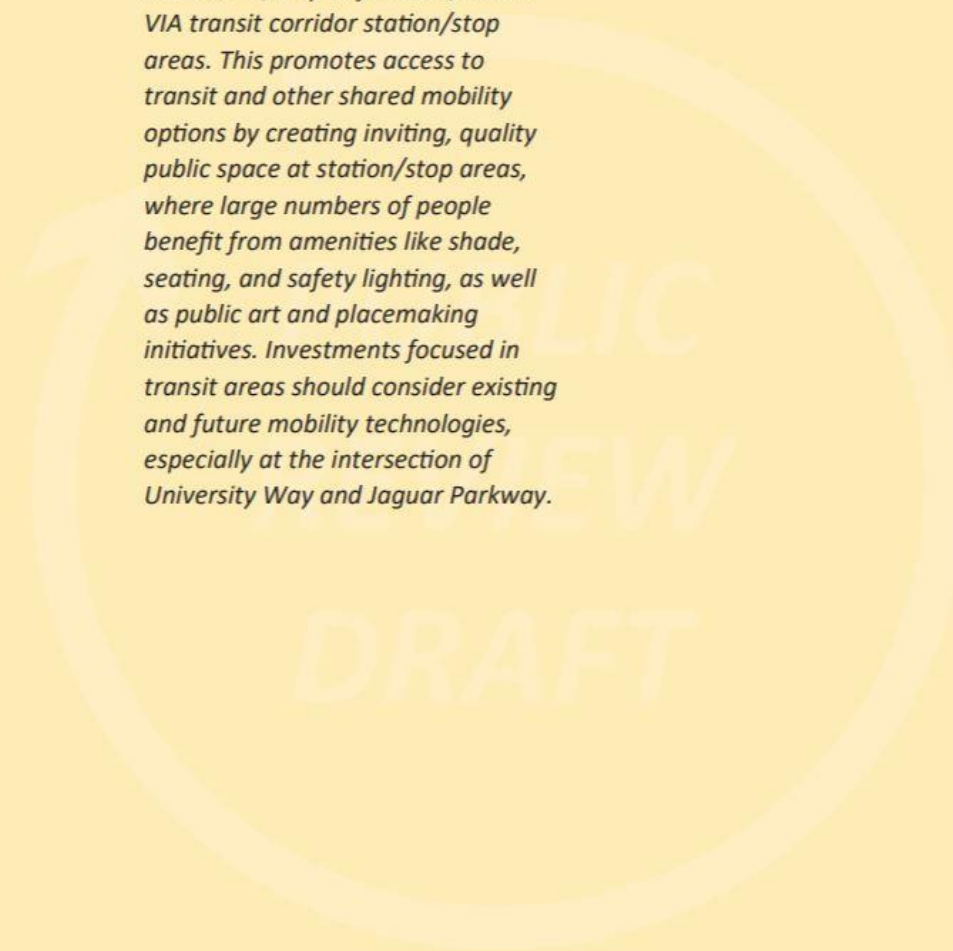 VIA transit corridor station/stop
areas. This promotes access to
transit and other shared mobility
options by creating inviting, quality
public space at station/stop areas,
where large numbers of people
benefit from amenities like shade,
seating, and safety lighting, as well
as public art and placemaking
initiatives. Investments focused in
transit areas should consider existing
and future mobility technologies,
especially at the intersection of
University Way and Jaguar Parkway.
PUBLIC
REVIEW
DRAFT